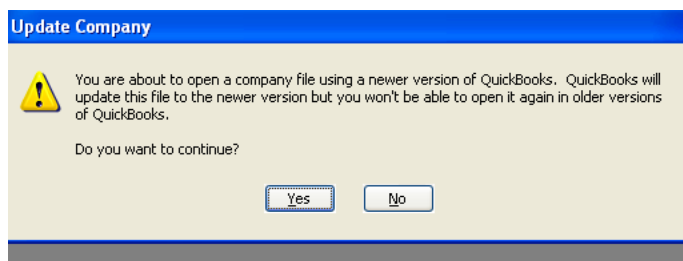 Update Company
You are about to open a company file using a newer version of QuickBooks.  QuickBooks will
update this file to the newer version but you won't be able to open it again in older versions
of QuickBooks.
Do you want to continue?
Yes
No